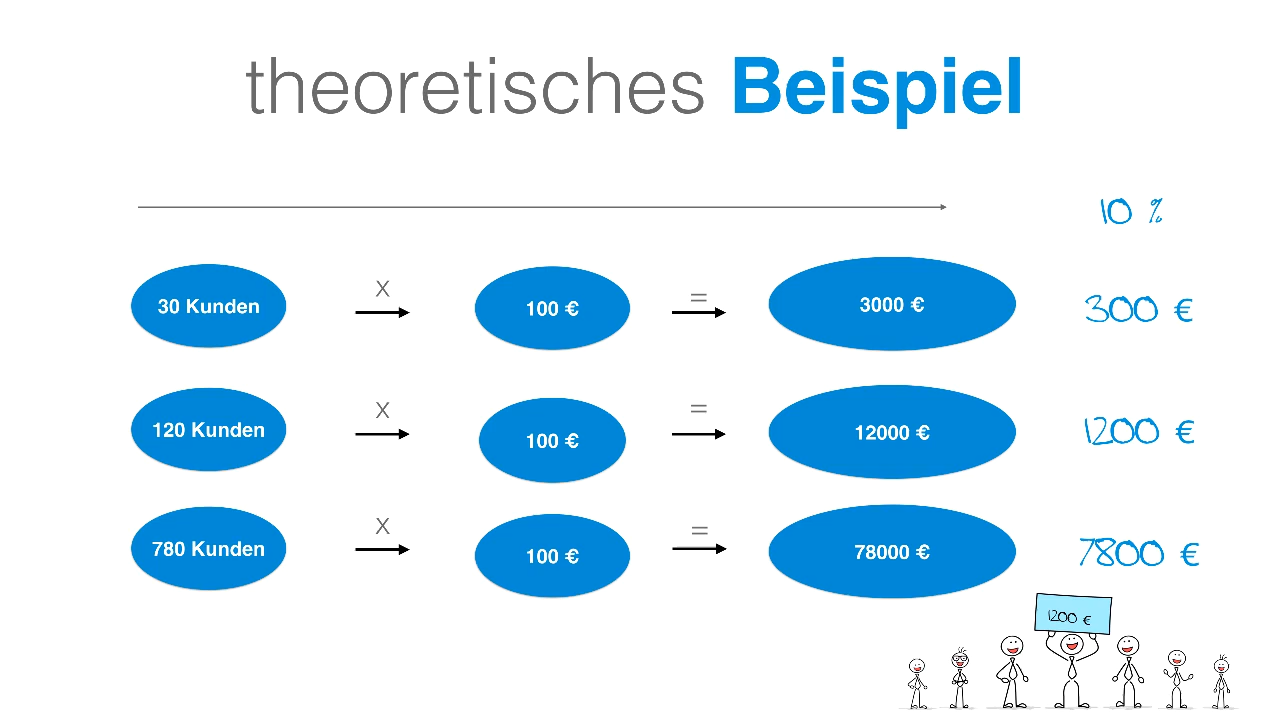 theoretisches Beispiel
10 %
30 Kunden x 100 € = 3000 € 300 €
120 Kunden x 100 € = 12000 € 1200 €
780 Kunden x 100 € = 78000 € 7800 €
1200 €